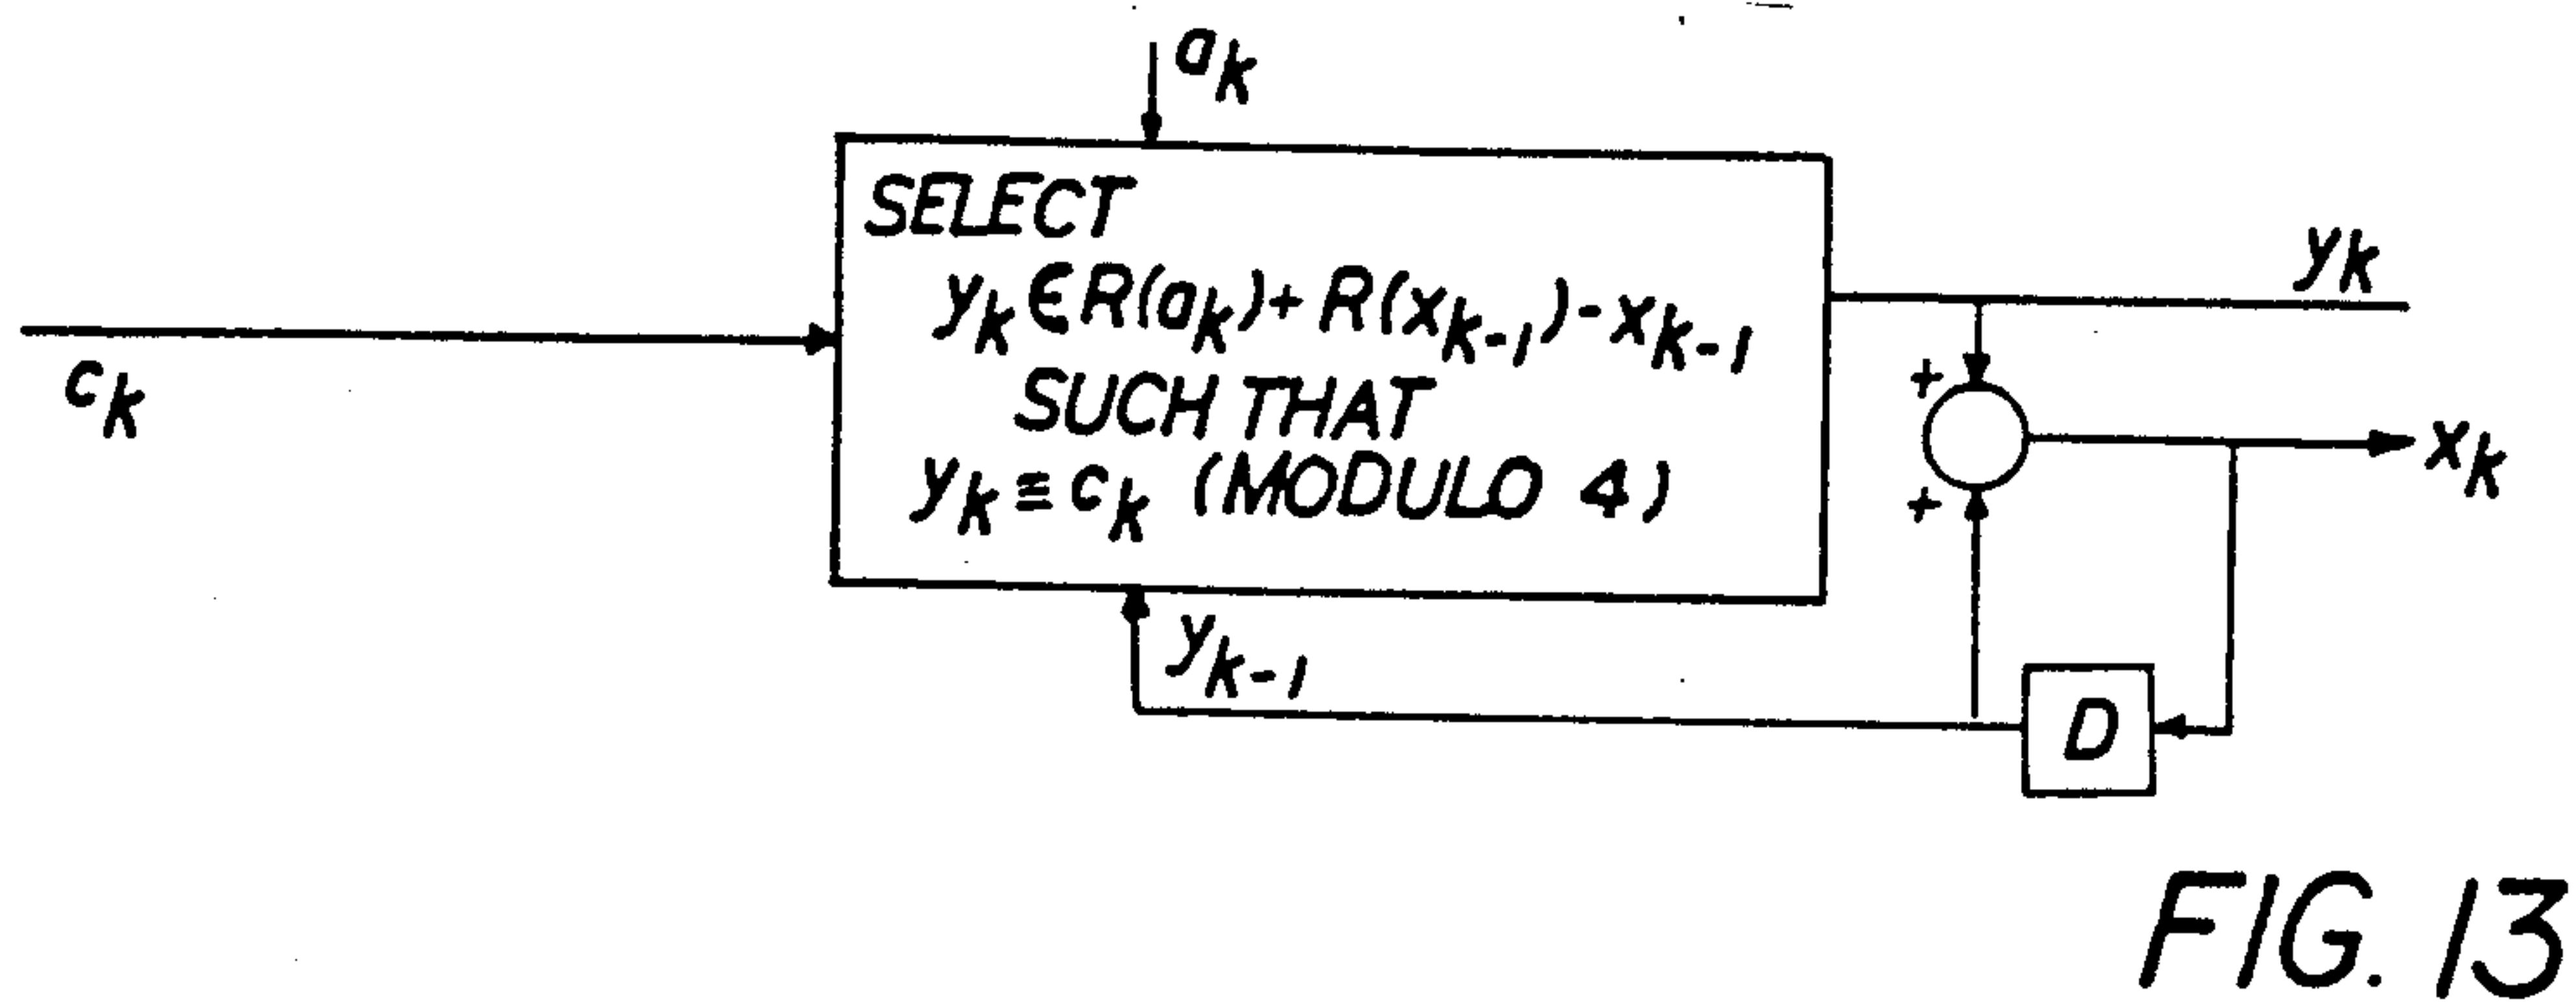 a_k
SELECT
y_k ∈ R(a_k) + R(x_{k-1}) - x_{k-1}
SUCH THAT
y_k ≡ c_k (MODULO 4)
c_k
y_k
+
+
x_k
y_{k-1}
D
FIG. 13